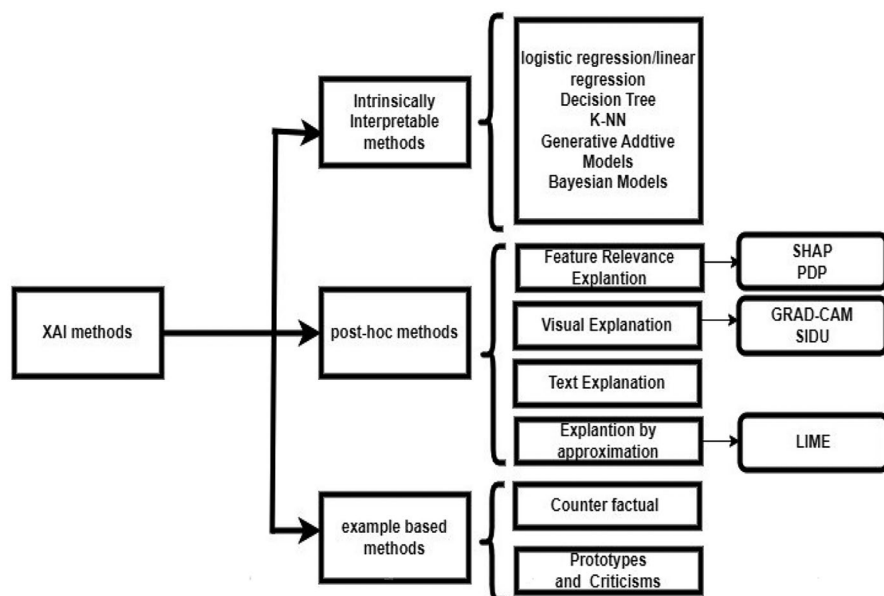 XAI methods
Intrinsically
Interpretable
methods
logistic regression/linear
regression
Decision Tree
K-NN
Generative Addtive
Models
Bayesian Models
post-hoc methods
Feature Relevance
Explantion
SHAP
PDP
Visual Explanation
GRAD-CAM
SIDU
Text Explanation
Explantion by
approximation
LIME
example based
methods
Counter factual
Prototypes
and Criticisms